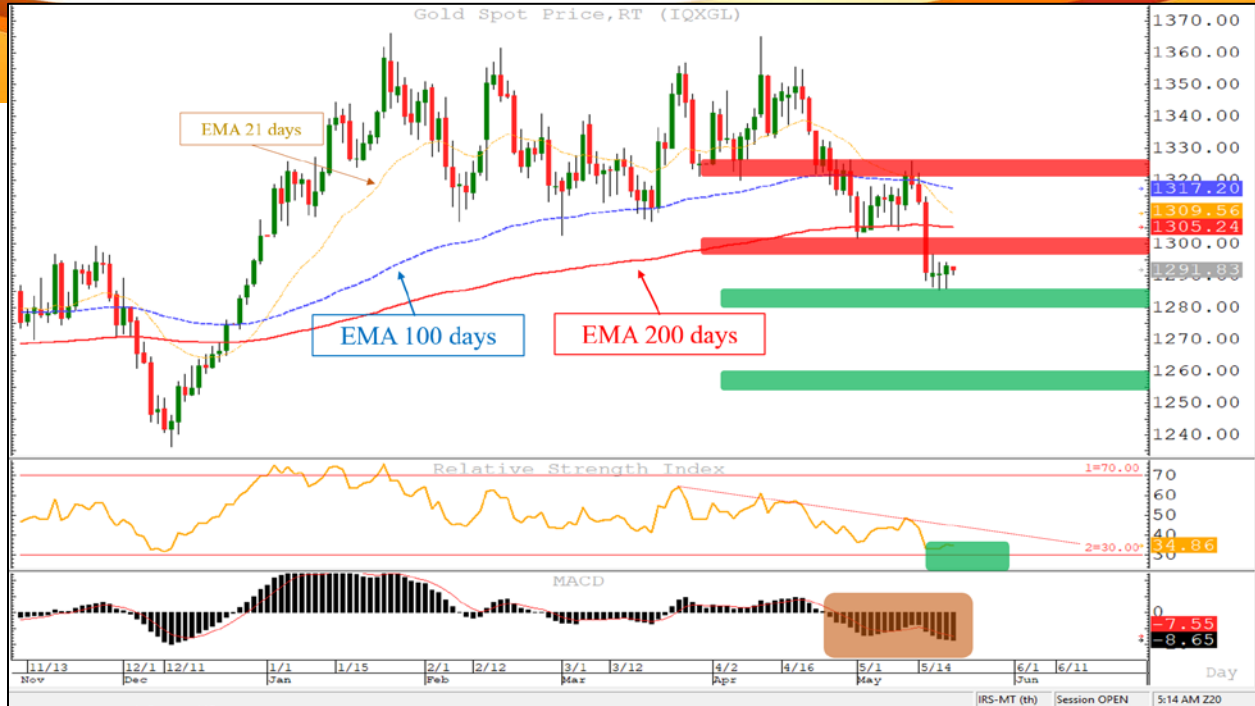 Gold Spot Price,RT (IQXGL)
1370.00
1360.00
1350.00
1340.00
1330.00
1320.00
1317.20
1309.56
1305.24
1300.00
1291.83
1280.00
1270.00
1260.00
1250.00
1240.00
EMA 21 days
EMA 100 days
EMA 200 days
Relative Strength Index
1=70.00
70
60
50
2=30.00
34.86
30
MACD
0
-7.55
-8.65
11/13 12/1 12/11 1/1 1/15 2/1 2/12 3/1 3/12 4/2 4/16 5/1 5/14 6/1 6/11
Nov Dec Jan Feb Mar Apr May Jun Day
IRS-MT (th) Session OPEN 5:14 AM Z20